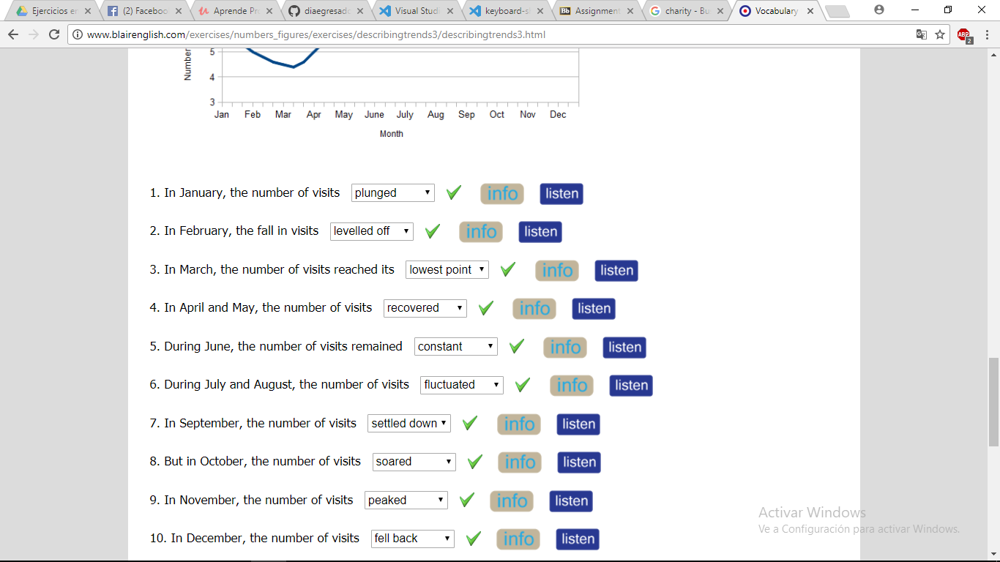 Ejercicios er
(2) Faceboo
Aprende Pr
diaegresad
Visual Stud
keyboard-s
Bb Assignment
charity - Bu
Vocabulary
www.blairenglish.com/exercises/numbers_figures/exercises/describingtrends3/describingtrends3.html
ABP
2
Number
5
4
3
Jan Feb Mar Apr May June July Aug Sep Oct Nov Dec
Month
1. In January, the number of visits plunged info listen
2. In February, the fall in visits levelled off info listen
3. In March, the number of visits reached its lowest point info listen
4. In April and May, the number of visits recovered info listen
5. During June, the number of visits remained constant info listen
6. During July and August, the number of visits fluctuated info listen
7. In September, the number of visits settled down info listen
8. But in October, the number of visits soared info listen
9. In November, the number of visits peaked info listen
10. In December, the number of visits fell back info listen
Activar Windows
Ve a Configuración para activar Windows.